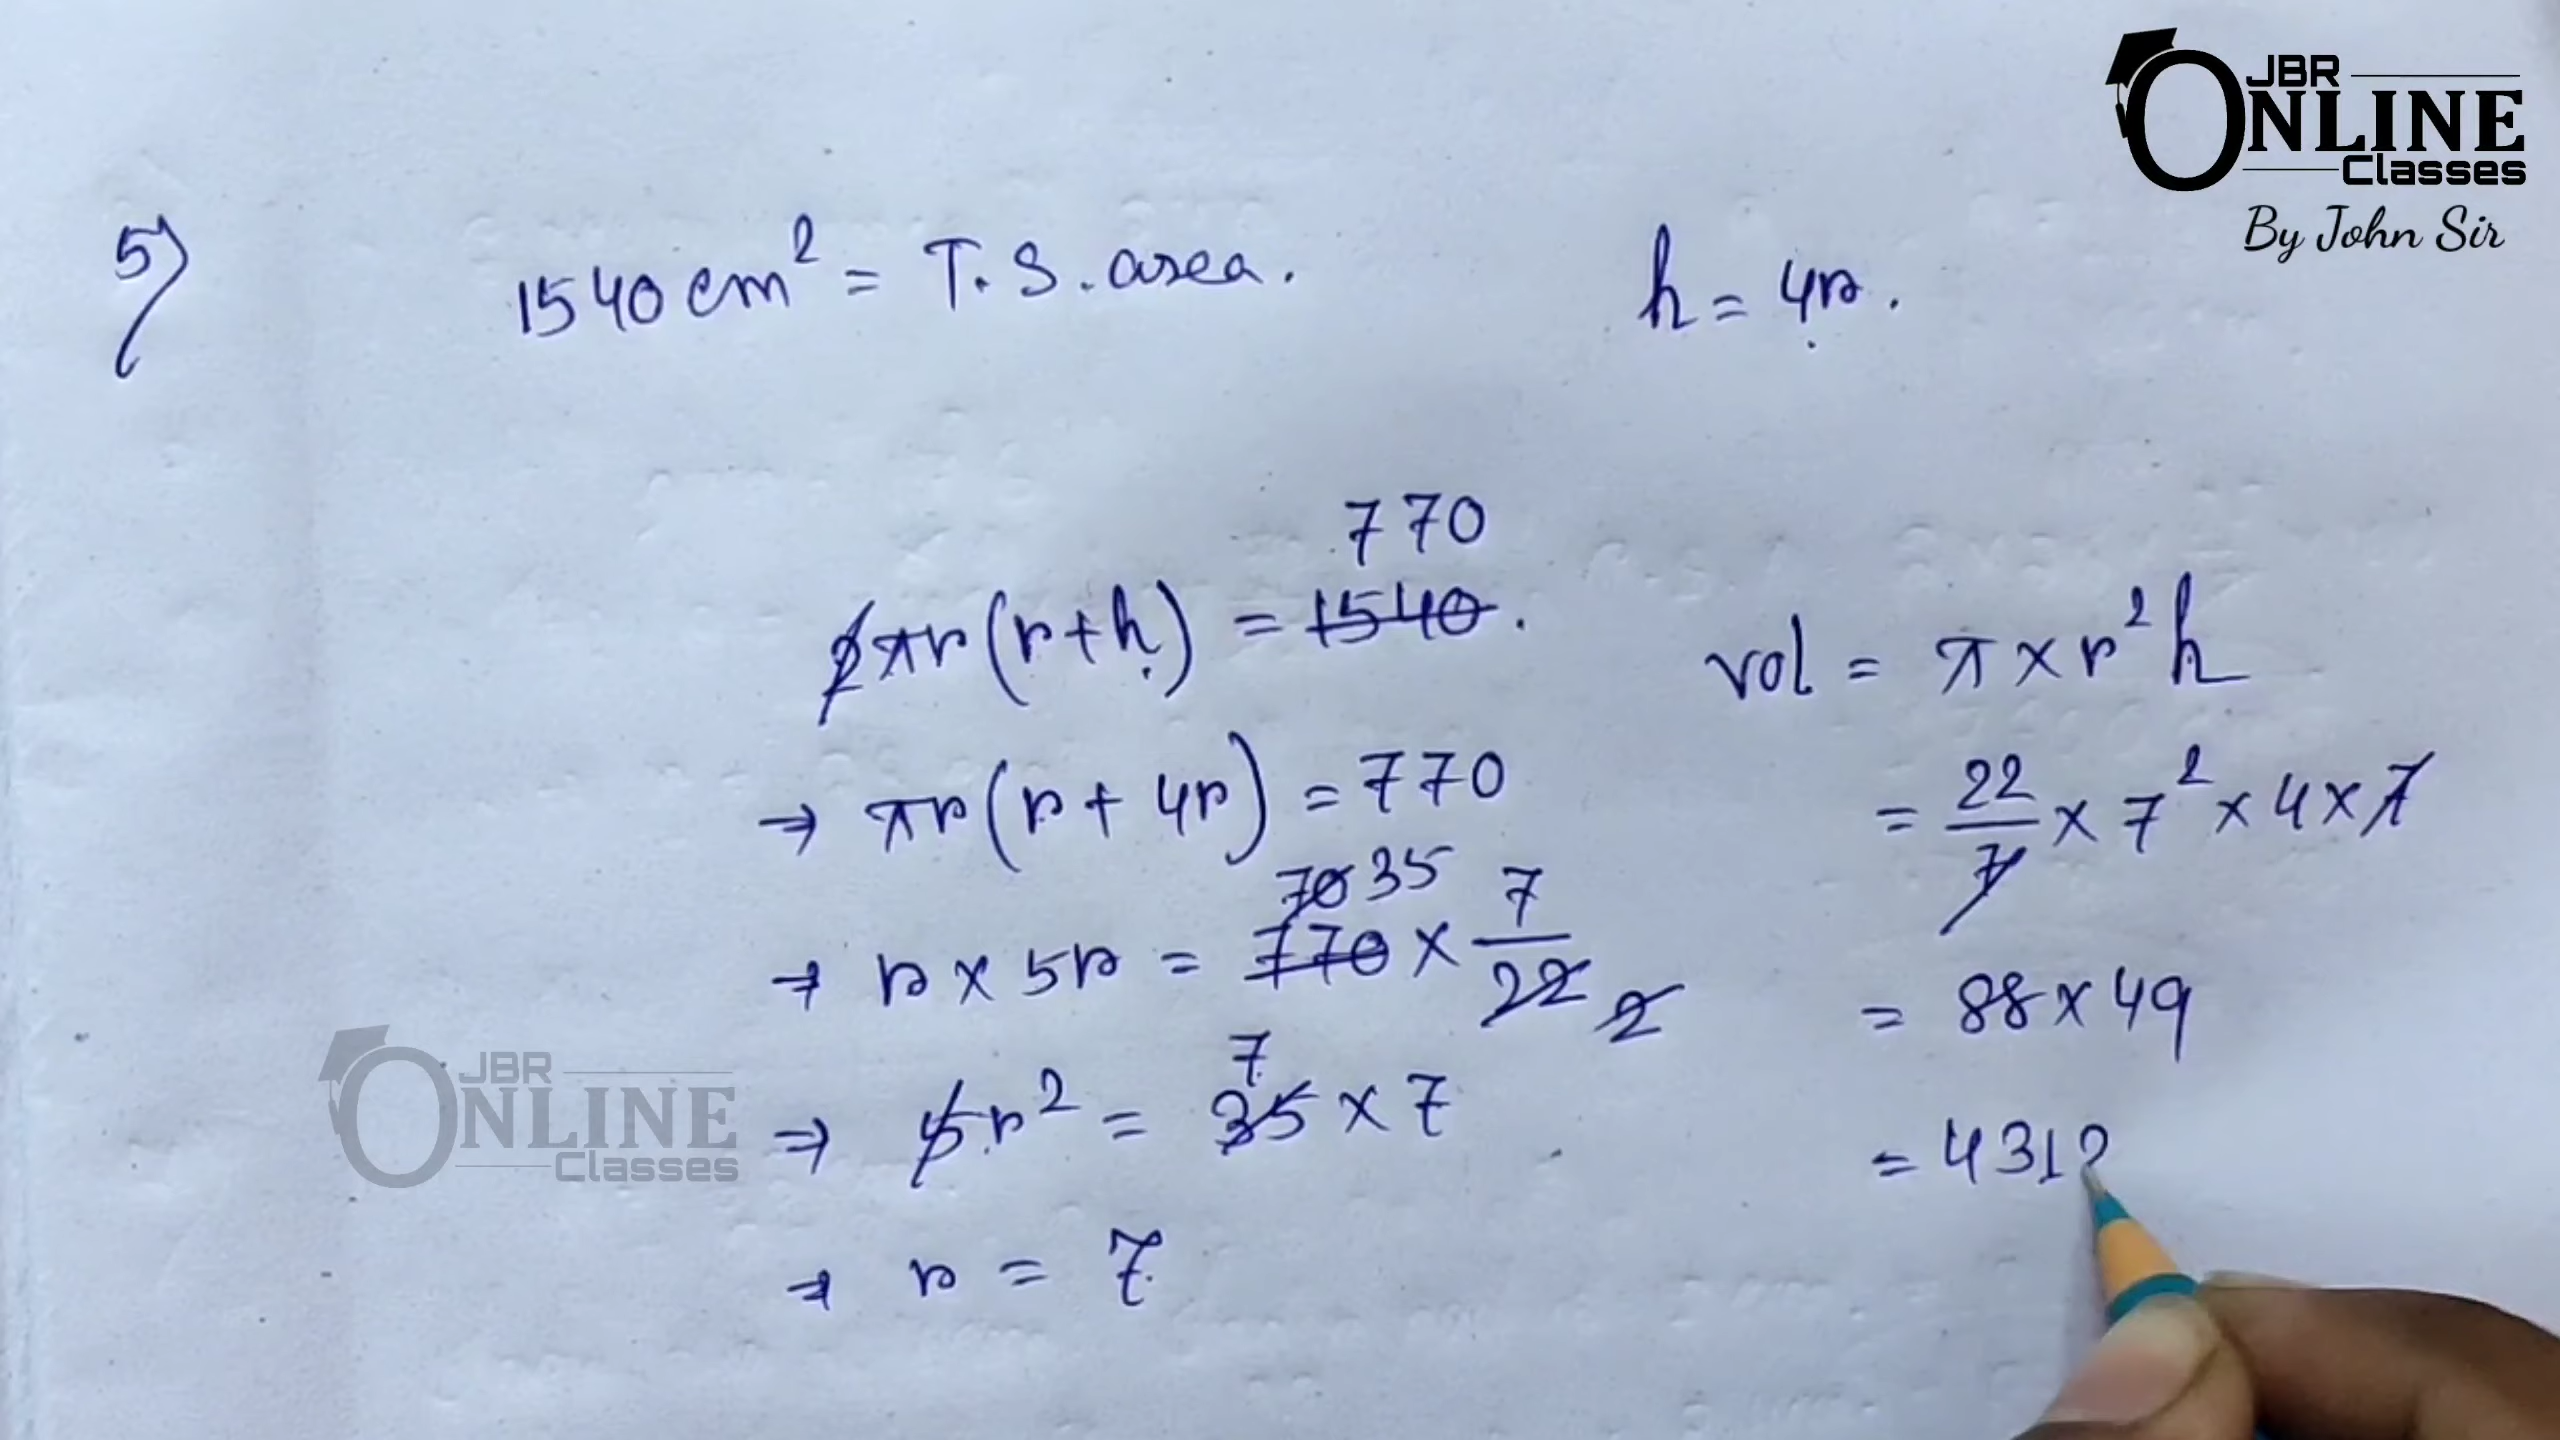 JBR
ONLINE
Classes
By John Sir
5)
1540 cm² = T. S. area.
h = 4r.
770
2πr(r+h) = 1540.
→ πr(r + 4r) = 770
70 35
→ r × 5r = 770 × 7/22 2
7
→ 5r² = 35 × 7
→ r = 7
vol = π × r² h
= 22/7 × 7² × 4 × 7
= 88 × 49
= 4312
JBR
ONLINE
Classes